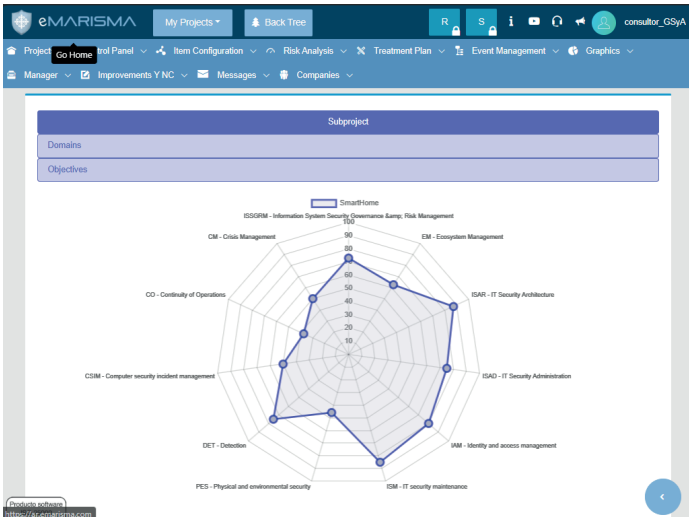 eMARISMA
My Projects
Back Tree
R
S
i
consultor_GSyA
Project
Go Home
trol Panel
Item Configuration
Risk Analysis
Treatment Plan
Event Management
Graphics
Manager
Improvements Y NC
Messages
Companies
Subproject
Domains
Objectives
SmartHome
ISSGRM - Information System Security Governance &amp; Risk Management
100
CM - Crisis Management
90
EM - Ecosystem Management
80
60
CO - Continuity of Operations
ISAR - IT Security Architecture
50
40
30
20
10
CSIM - Computer security incident management
ISAD - IT Security Administration
DET - Detection
IAM - Identity and access management
PES - Physical and environmental security
ISM - IT security maintenance
Producto software
https://ar.emarisma.com